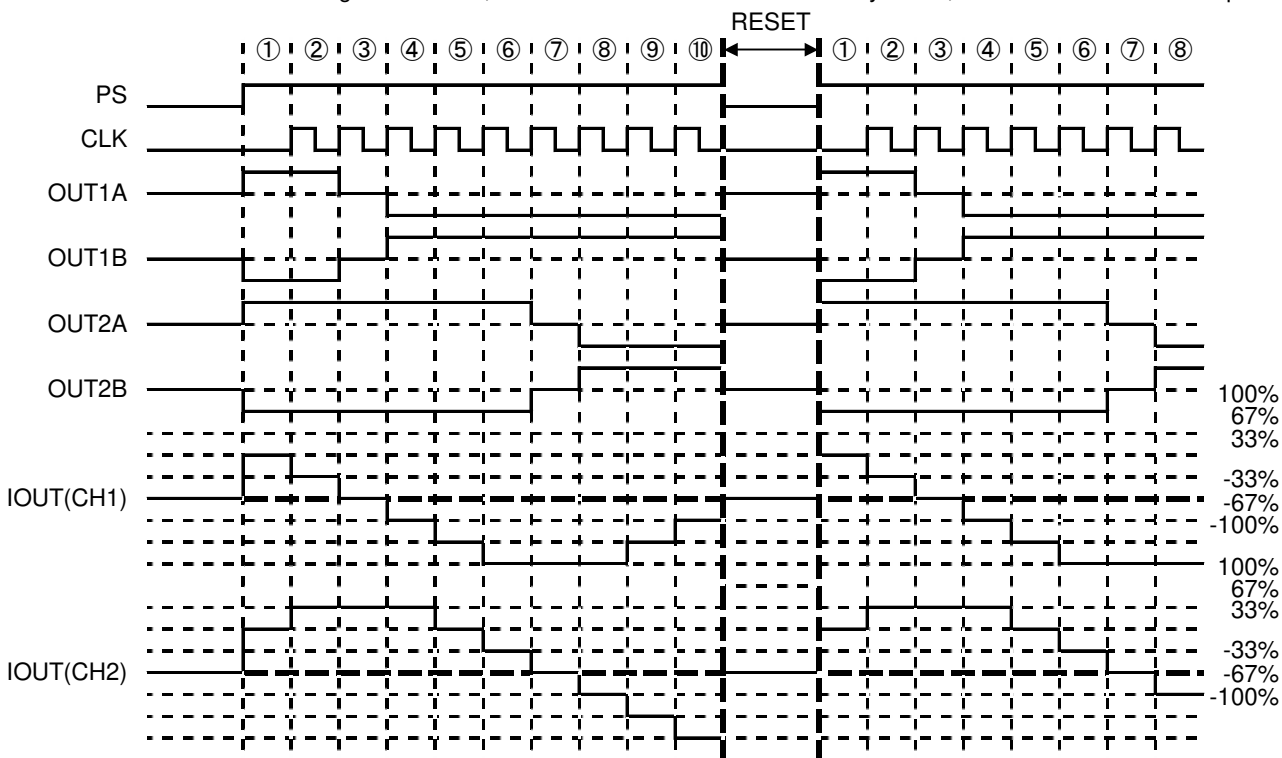 RESET
① ② ③ ④ ⑤ ⑥ ⑦ ⑧ ⑨ ⑩ ① ② ③ ④ ⑤ ⑥ ⑦ ⑧
PS
CLK
OUT1A
OUT1B
OUT2A
OUT2B
100%
67%
33%
IOUT(CH1)
-33%
-67%
-100%
100%
67%
33%
IOUT(CH2)
-33%
-67%
-100%